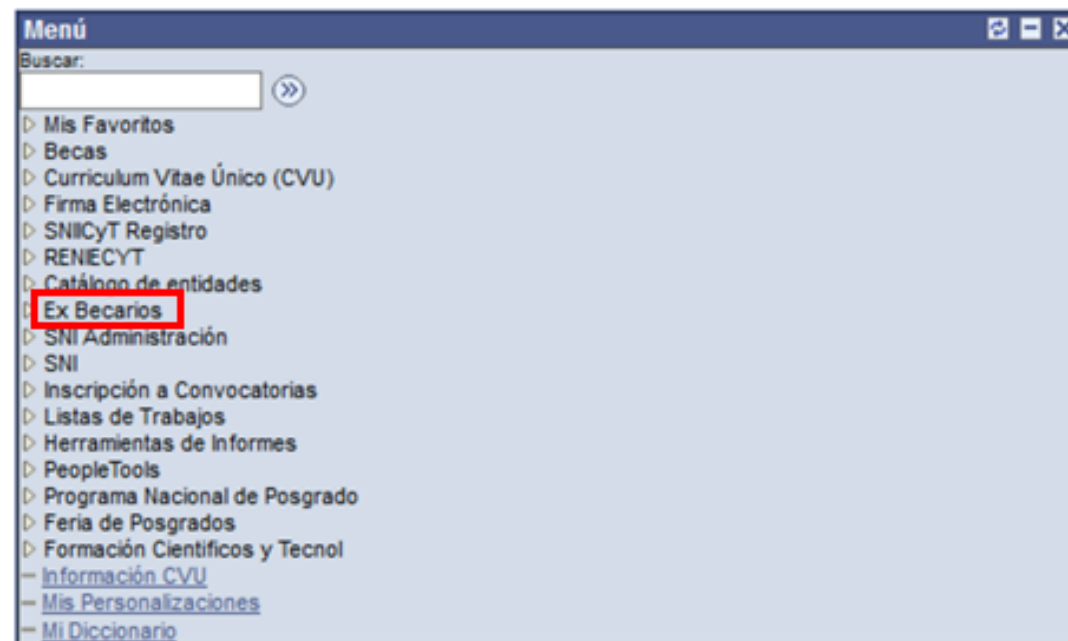 Menú
Buscar:
Mis Favoritos
Becas
Curriculum Vitae Único (CVU)
Firma Electrónica
SNIICyT Registro
RENIECYT
Catálogo de entidades
Ex Becarios
SNI Administración
SNI
Inscripción a Convocatorias
Listas de Trabajos
Herramientas de Informes
PeopleTools
Programa Nacional de Posgrado
Feria de Posgrados
Formación Cientificos y Tecnol
Información CVU
Mis Personalizaciones
Mi Diccionario